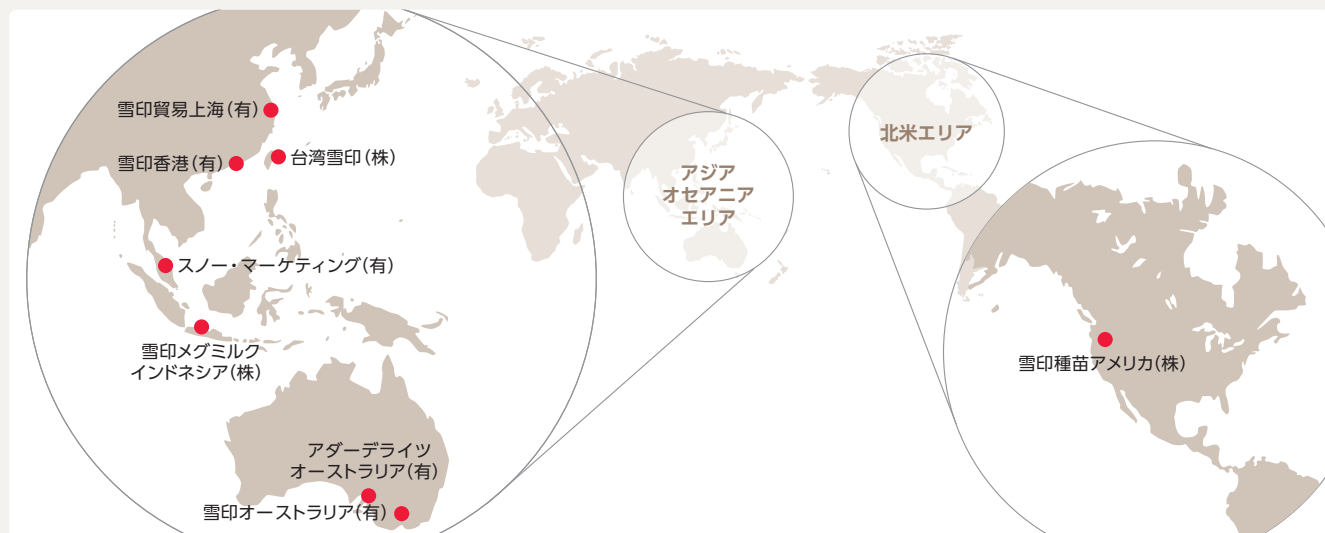 雪印貿易上海(有)
雪印香港(有)
台湾雪印(株)
スノー・マーケティング(有)
雪印メグミルク
インドネシア(株)
アダーデライツ
オーストラリア(有)
雪印オーストラリア(有)
アジア
オセアニア
エリア
北米エリア
雪印種苗アメリカ(株)